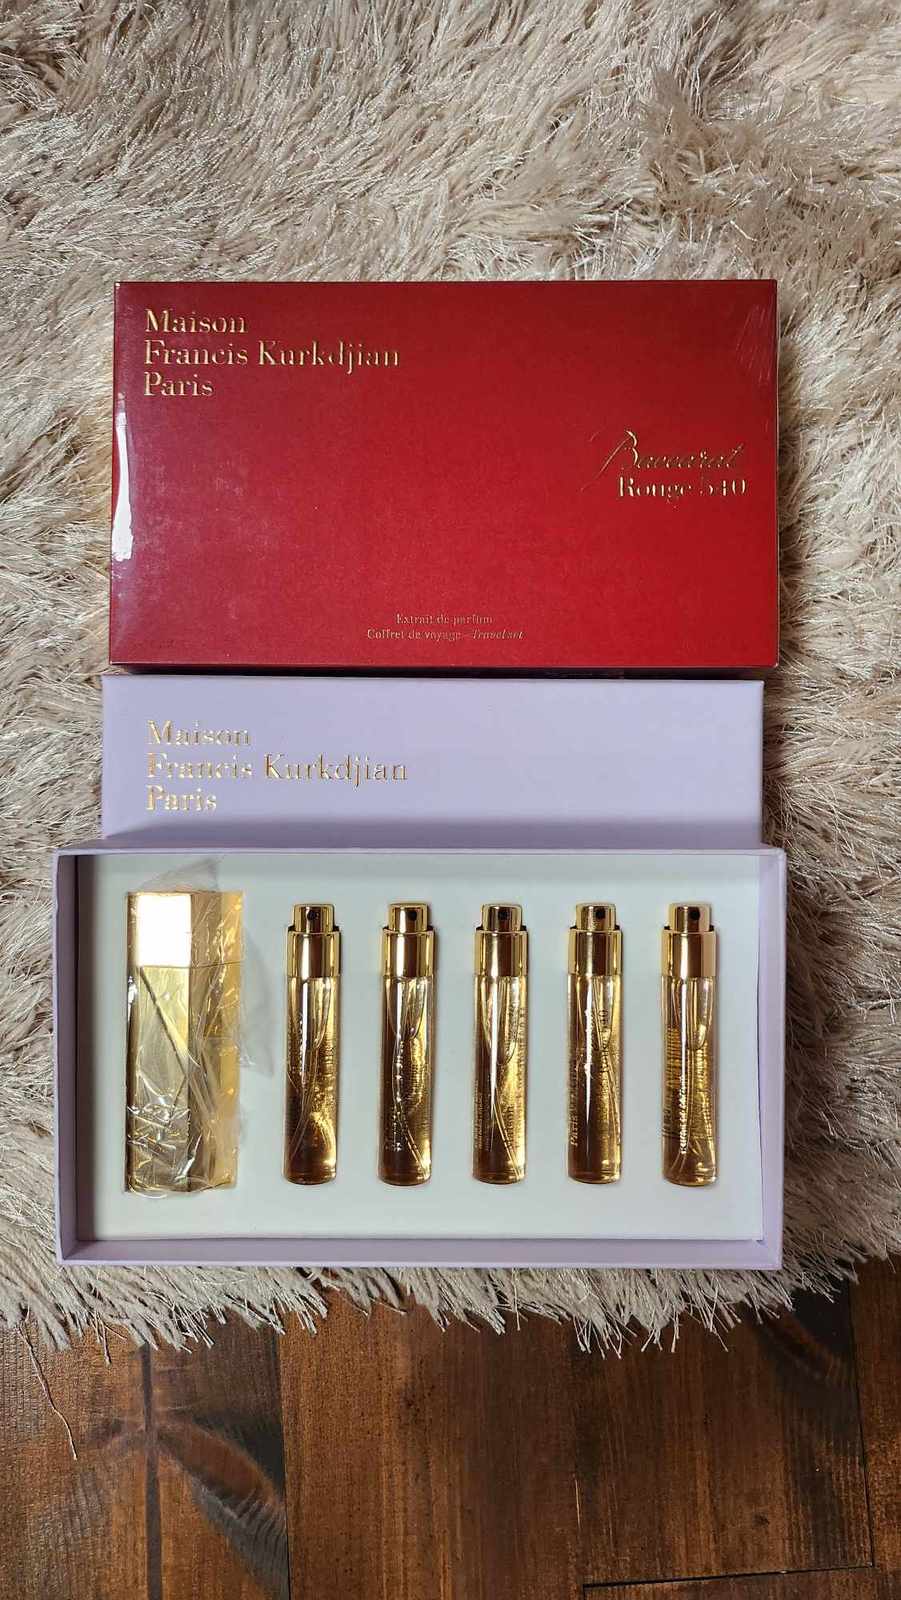 Maison
Francis Kurkdjian
Paris
Baccarat
Rouge 540
Extrait de parfum
Coffret de voyage - Travel set
Maison
Francis Kurkdjian
Paris